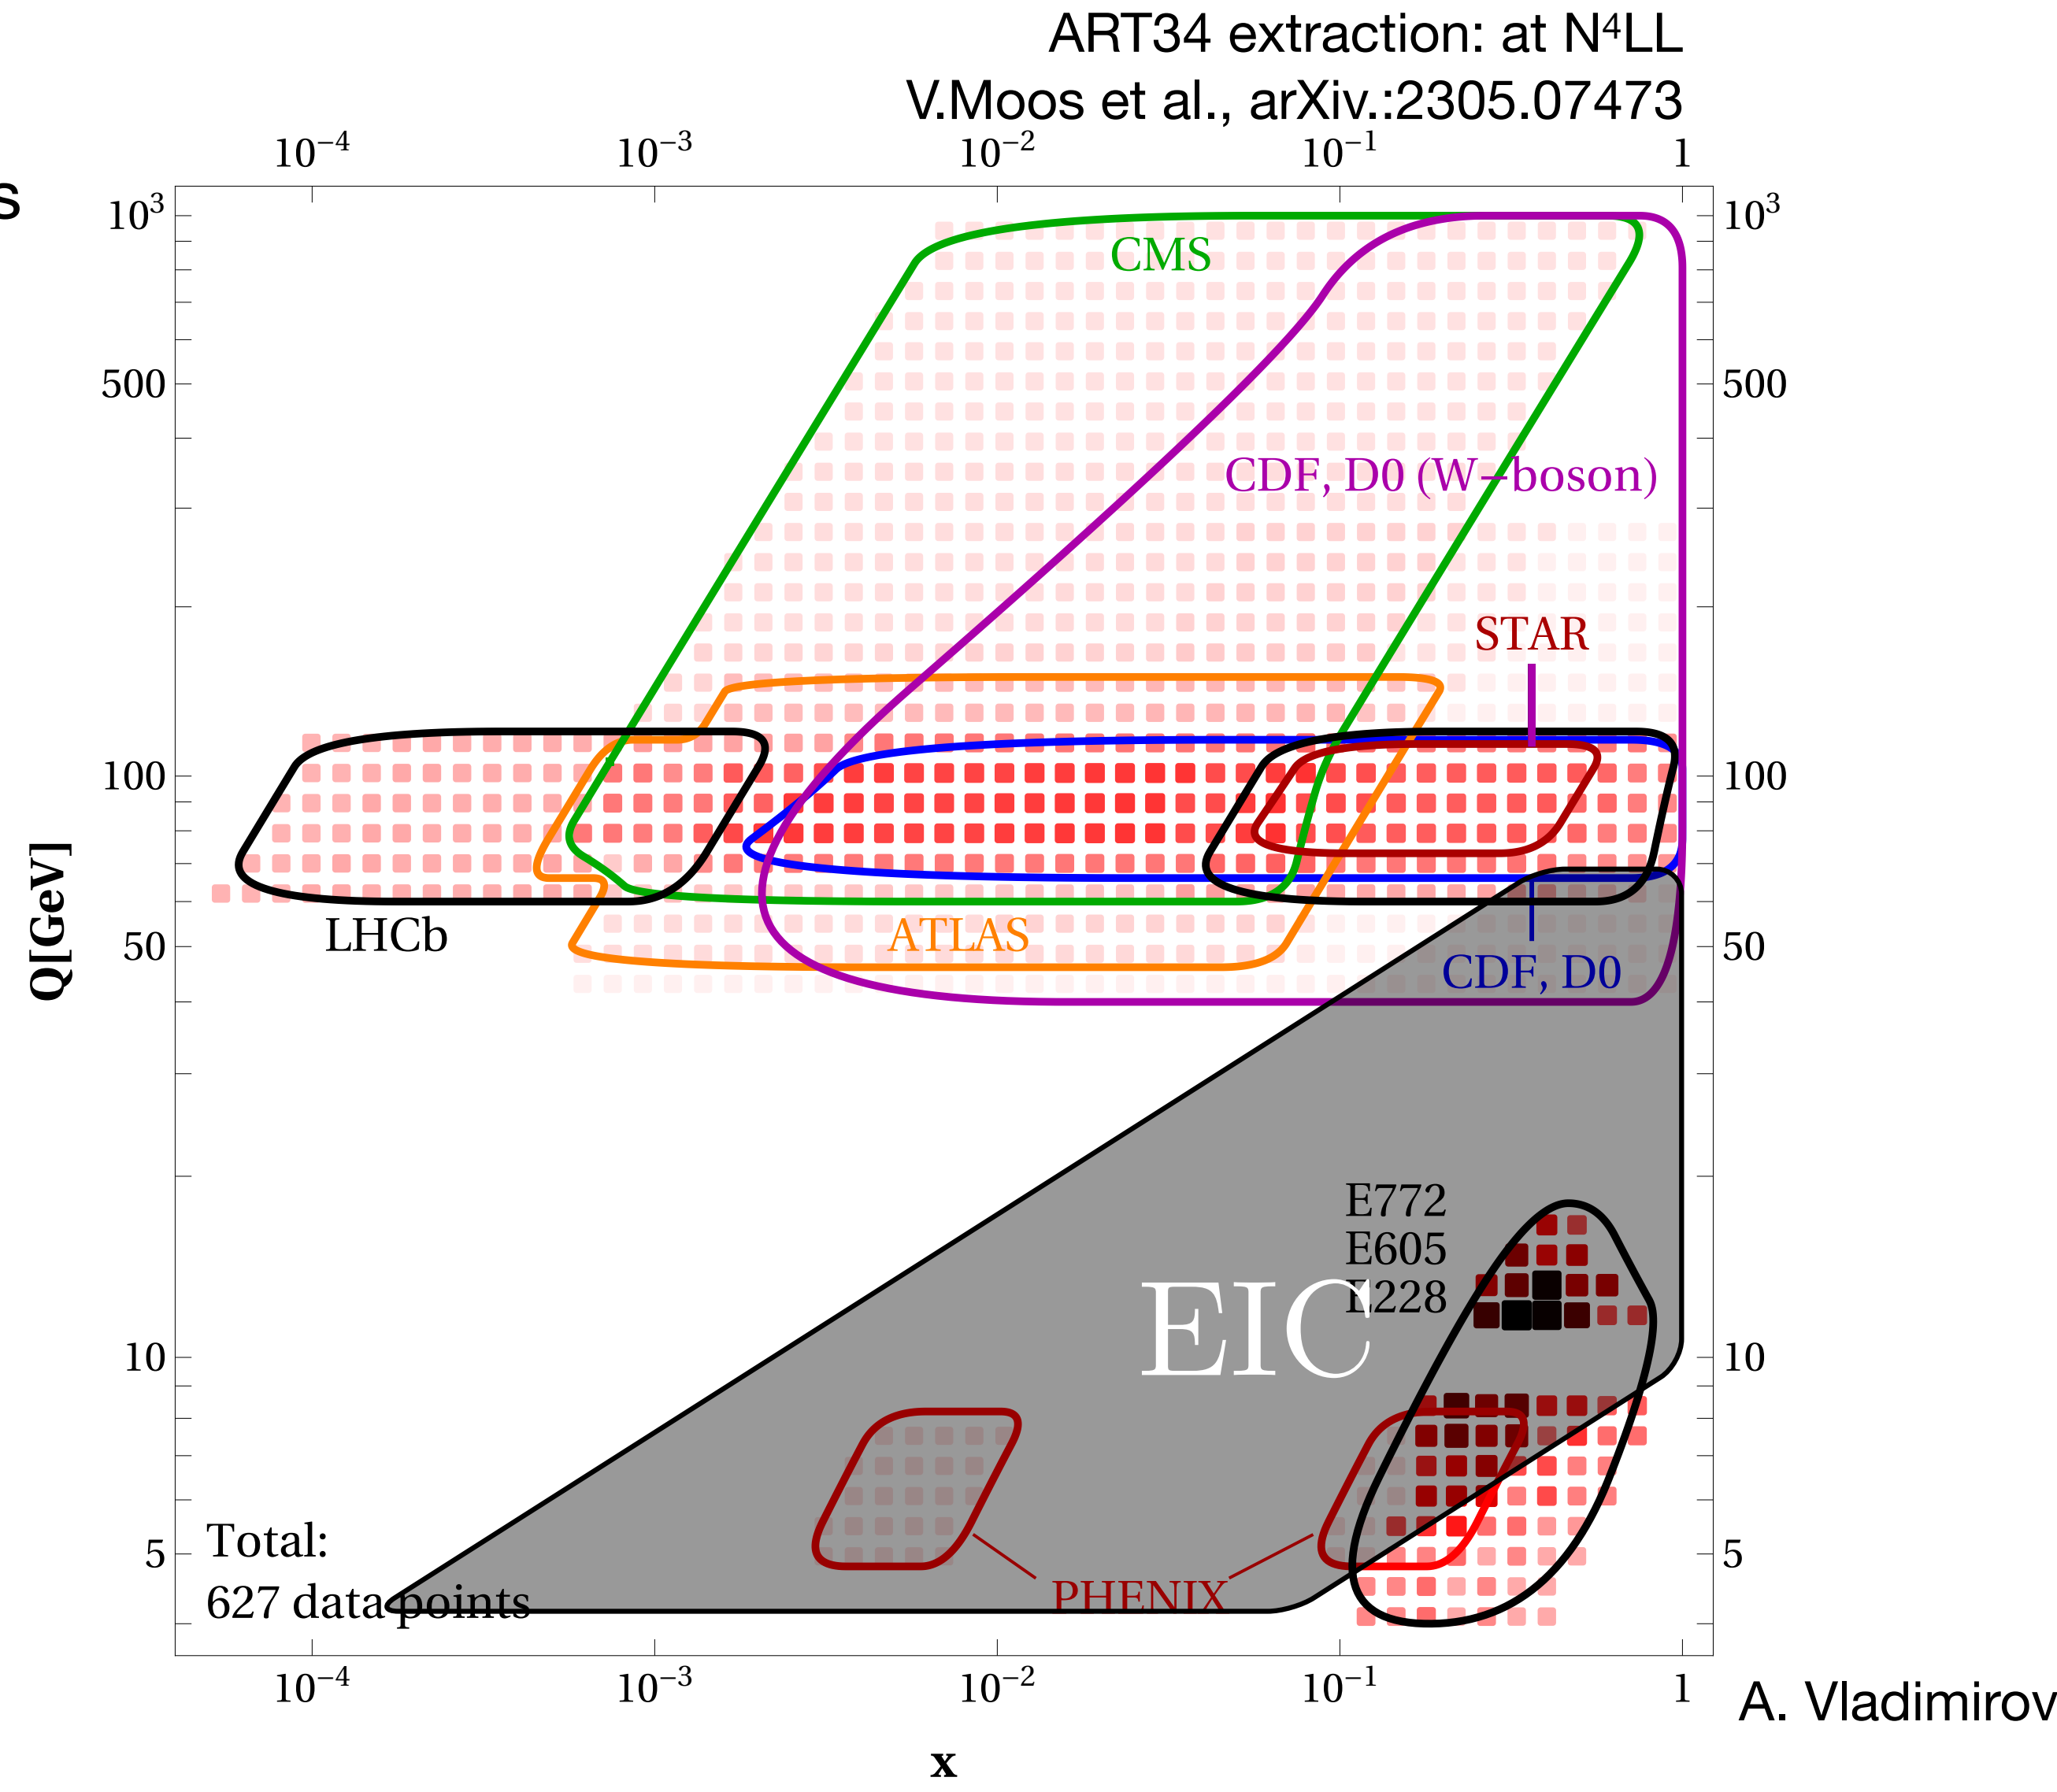 ART34 extraction: at N⁴LL
V.Moos et al., arXiv.:2305.07473
s
10⁻⁴ 10⁻³ 10⁻² 10⁻¹ 1
10³ 10³
CMS
500 500
CDF, D0 (W−boson)
STAR
100 100
Q[GeV]
LHCb ATLAS
50 50
CDF, D0
E772
E605
E228
EIC
10 10
Total:
5 5
627 data points
PHENIX
10⁻⁴ 10⁻³ 10⁻² 10⁻¹ 1
A. Vladimirov
x